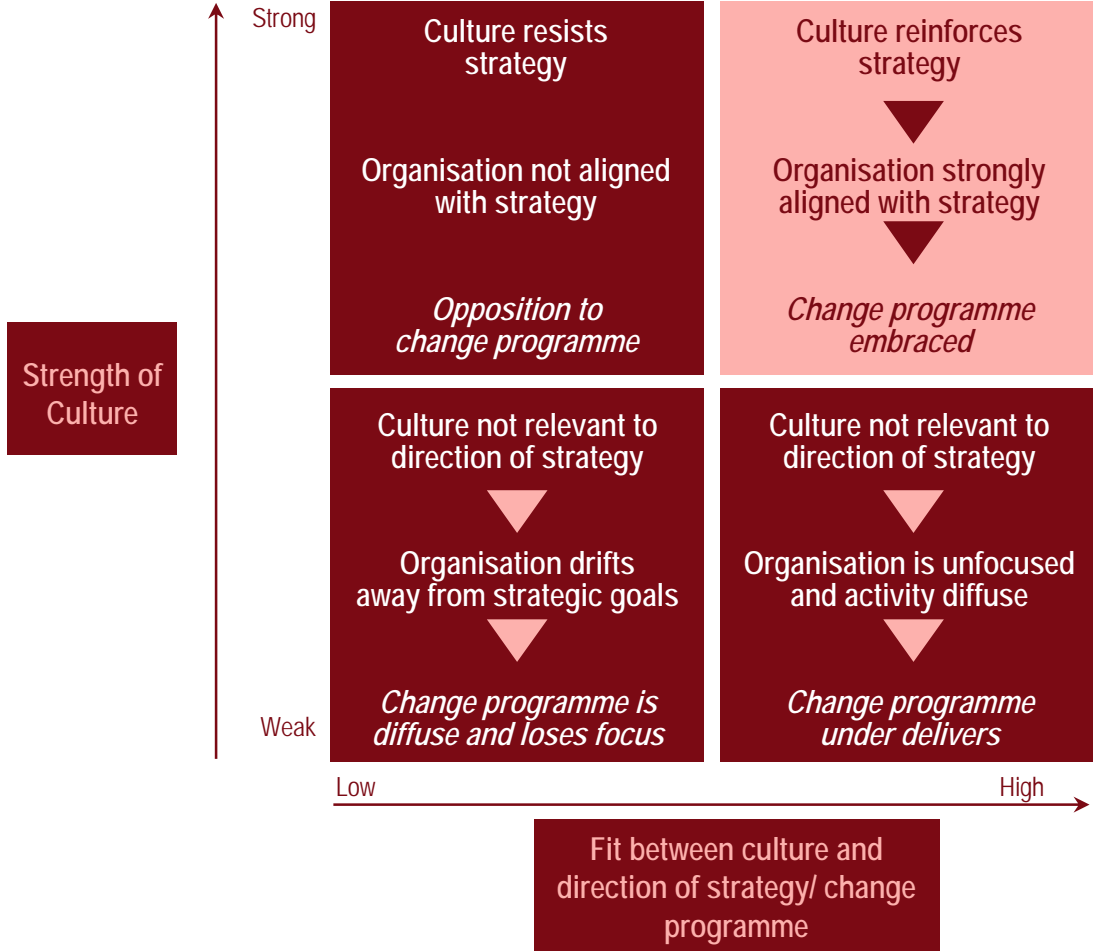 Strong
Culture resists
strategy
Organisation not aligned
with strategy
Opposition to
change programme
Culture reinforces
strategy
Organisation strongly
aligned with strategy
Change programme
embraced
Strength of
Culture
Culture not relevant to
direction of strategy
Organisation drifts
away from strategic goals
Change programme is
diffuse and loses focus
Culture not relevant to
direction of strategy
Organisation is unfocused
and activity diffuse
Change programme
under delivers
Weak
Low
High
Fit between culture and
direction of strategy/ change
programme